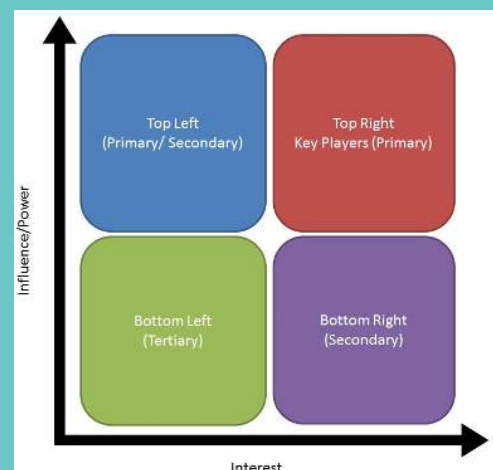 Influence/Power
Top Left
(Primary/ Secondary)
Top Right
Key Players (Primary)
Bottom Left
(Tertiary)
Bottom Right
(Secondary)
Interest